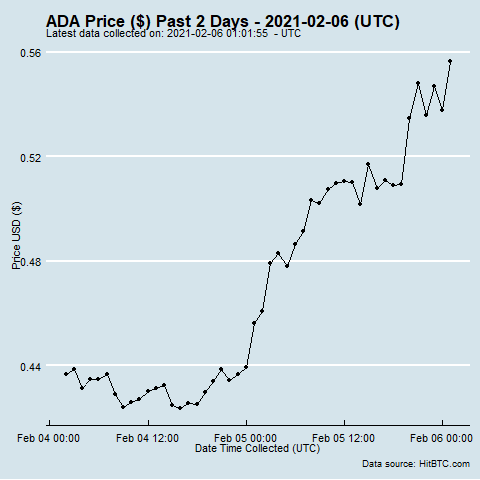 ADA Price ($) Past 2 Days - 2021-02-06 (UTC)
Latest data collected on: 2021-02-06 01:01:55 - UTC
0.56
0.52
0.48
0.44
Price USD ($)
Feb 04 00:00 Feb 04 12:00 Feb 05 00:00 Feb 05 12:00 Feb 06 00:00
Date Time Collected (UTC)
Data source: HitBTC.com